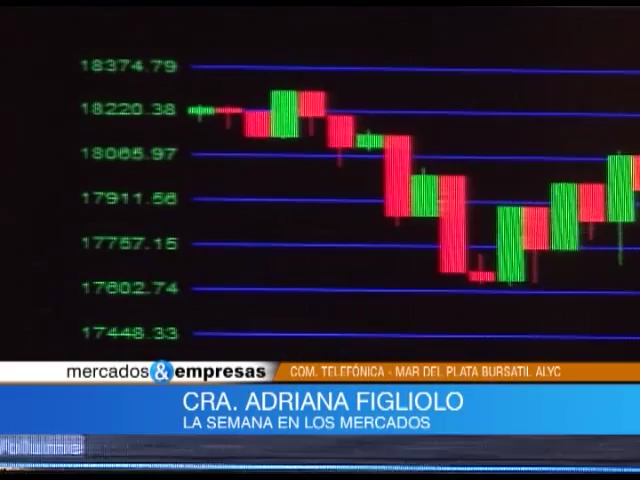 18374.79
18220.38
18065.97
17911.56
17757.15
17602.74
17448.33
mercados&empresas
COM. TELEFÓNICA - MAR DEL PLATA BURSATIL ALYC
CRA. ADRIANA FIGLIOLO
LA SEMANA EN LOS MERCADOS
volume